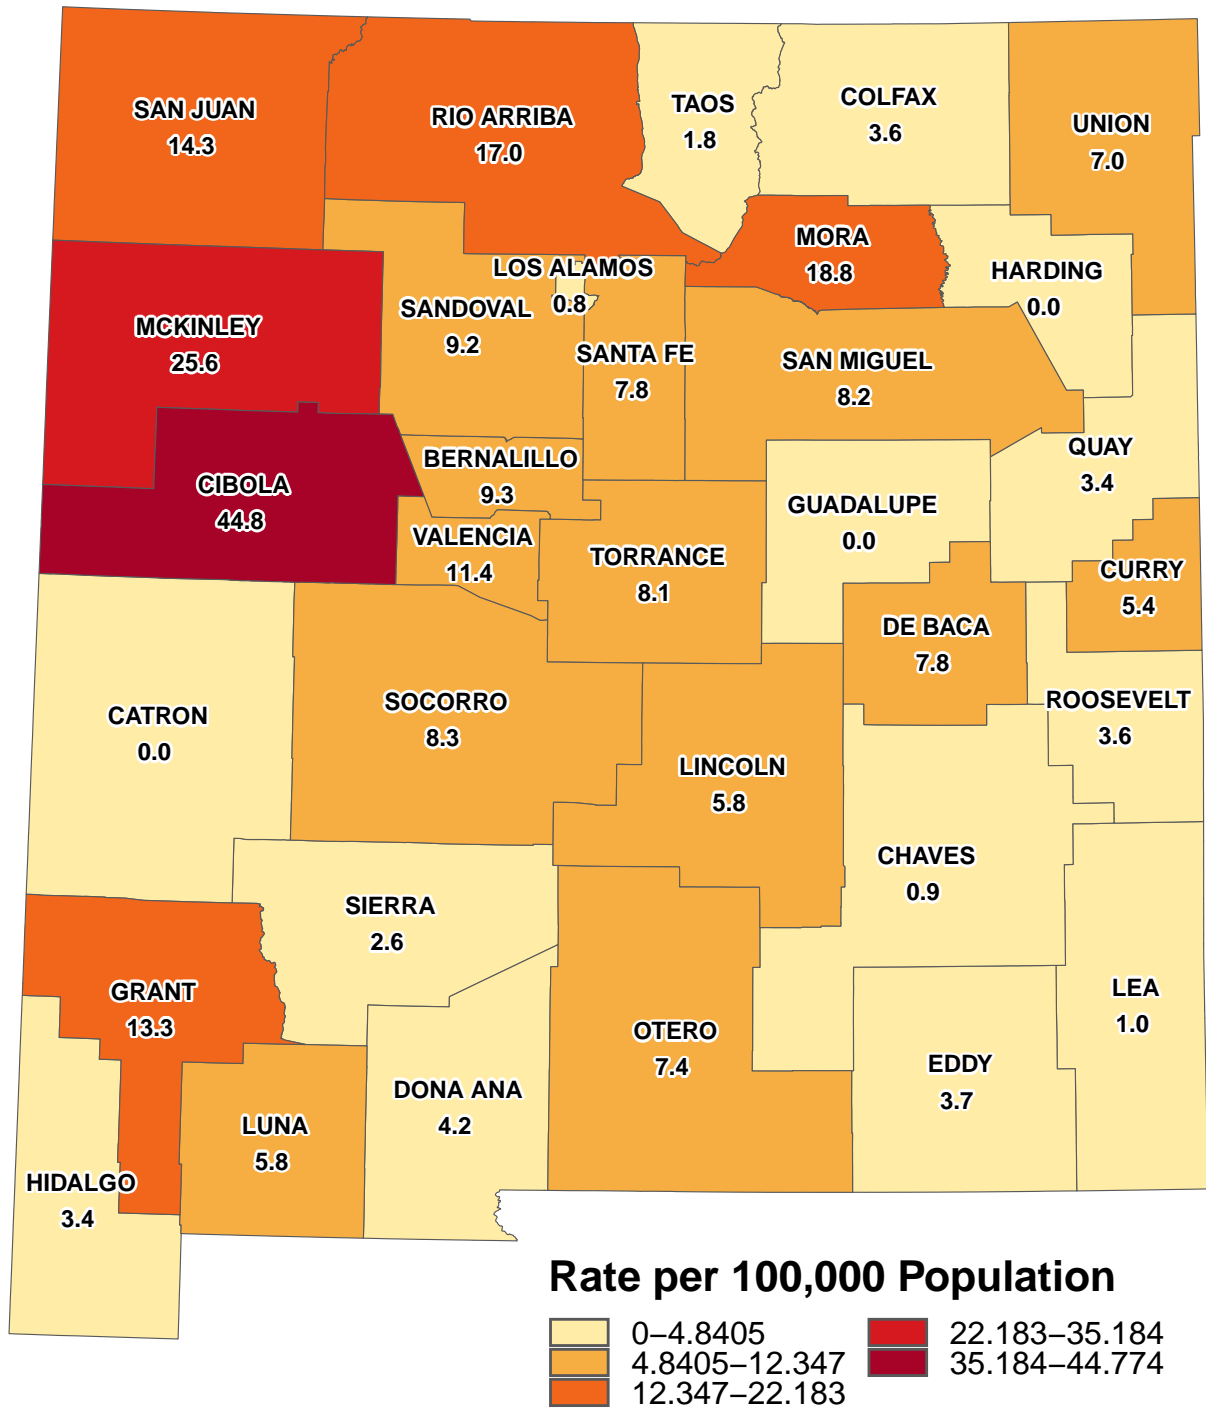 SAN JUAN
14.3
RIO ARRIBA
17.0
TAOS
1.8
COLFAX
3.6
UNION
7.0
MORA
18.8
HARDING
0.0
LOS ALAMOS
0.8
SANDOVAL
9.2
SANTA FE
7.8
SAN MIGUEL
8.2
MCKINLEY
25.6
CIBOLA
44.8
BERNALILLO
9.3
VALENCIA
11.4
TORRANCE
8.1
GUADALUPE
0.0
QUAY
3.4
CURRY
5.4
DE BACA
7.8
ROOSEVELT
3.6
CATRON
0.0
SOCORRO
8.3
LINCOLN
5.8
CHAVES
0.9
SIERRA
2.6
GRANT
13.3
OTERO
7.4
LEA
1.0
EDDY
3.7
DONA ANA
4.2
LUNA
5.8
HIDALGO
3.4
Rate per 100,000 Population
0–4.8405
4.8405–12.347
12.347–22.183
22.183–35.184
35.184–44.774